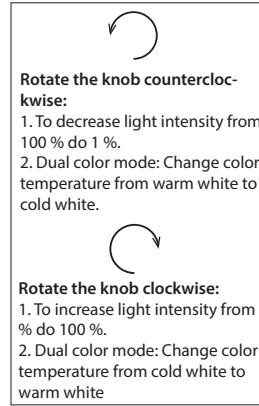 Rotate the knob countercloc-
kwise:
1. To decrease light intensity from
100 % do 1 %.
2. Dual color mode: Change color
temperature from warm white to
cold white.
Rotate the knob clockwise:
1. To increase light intensity from
% do 100 %.
2. Dual color mode: Change color
temperature from cold white to
warm white